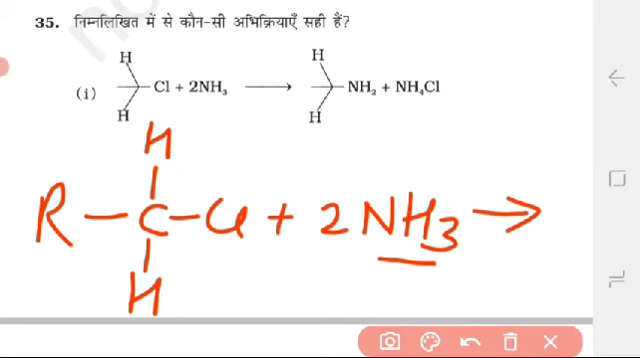 35. निम्नलिखित में से कौन-सी अभिक्रियाएँ सही हैं?
H H
(i) Cl + 2NH₃ ⟶ NH₂ + NH₄Cl
H H
H
R – C – Cl + 2NH₃ →
H